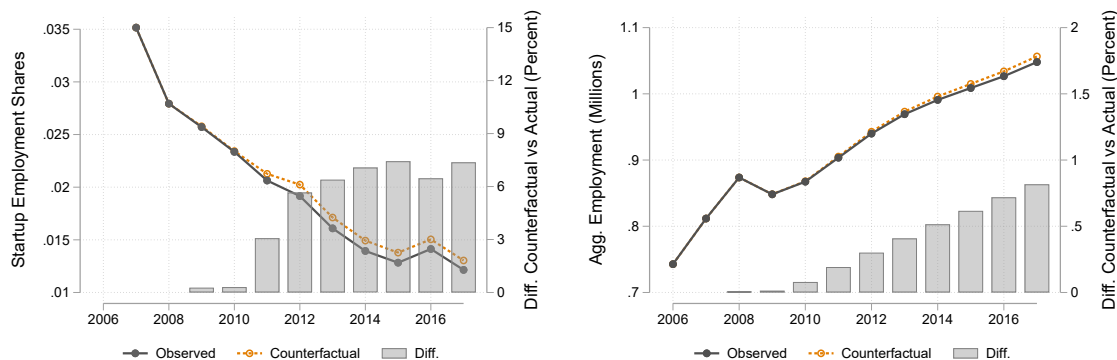 Startup Employment Shares
.035
.03
.025
.02
.015
.01
15
12
9
6
3
0
Diff. Counterfactual vs Actual (Percent)
2006 2008 2010 2012 2014 2016
Observed Counterfactual Diff.
Agg. Employment (Millions)
1.1
1
.9
.8
.7
2
1.5
1
.5
0
Diff. Counterfactual vs Actual (Percent)
2006 2008 2010 2012 2014 2016
Observed Counterfactual Diff.